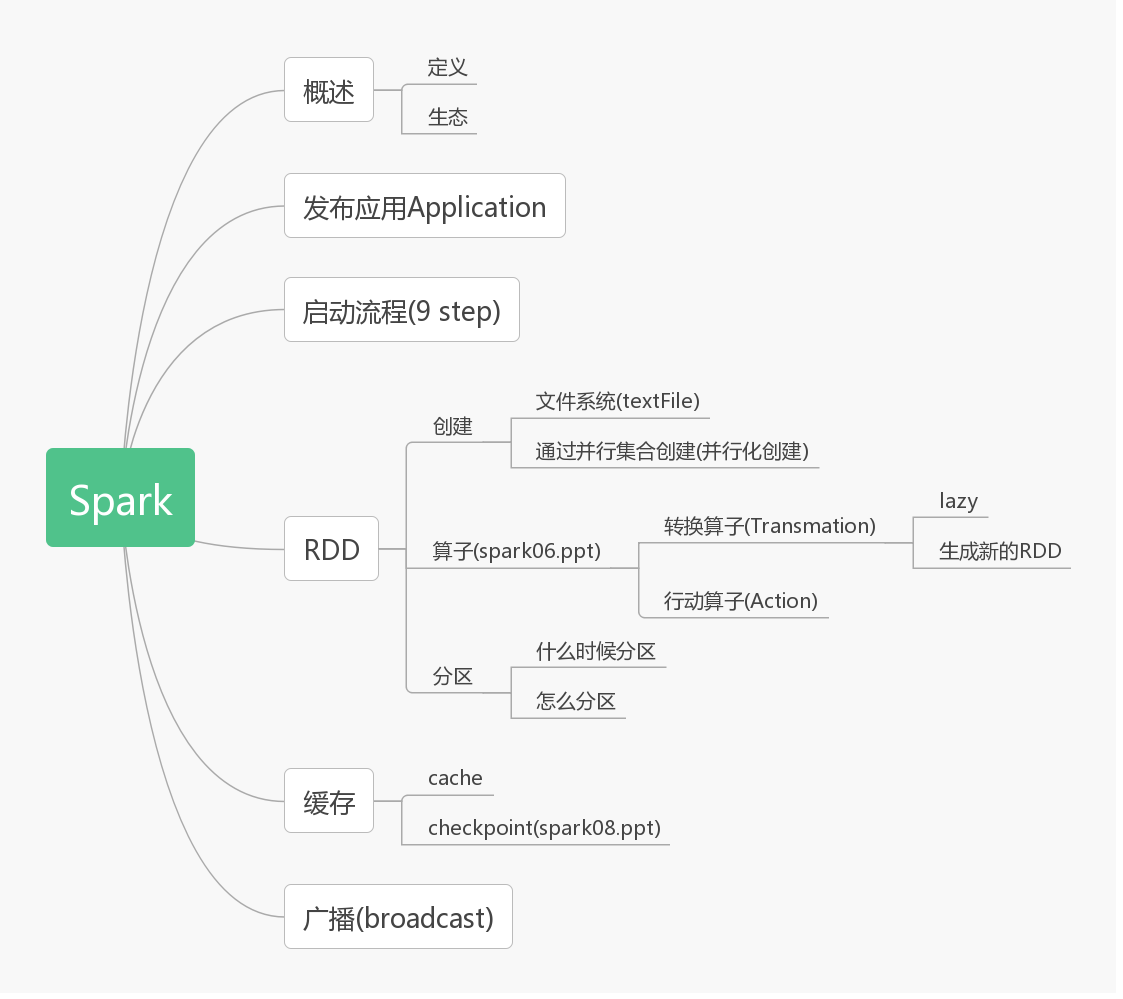 Spark
概述
定义
生态
发布应用Application
启动流程(9 step)
RDD
创建
文件系统(textFile)
通过并行集合创建(并行化创建)
算子(spark06.ppt)
转换算子(Transmation)
lazy
生成新的RDD
行动算子(Action)
分区
什么时候分区
怎么分区
缓存
cache
checkpoint(spark08.ppt)
广播(broadcast)